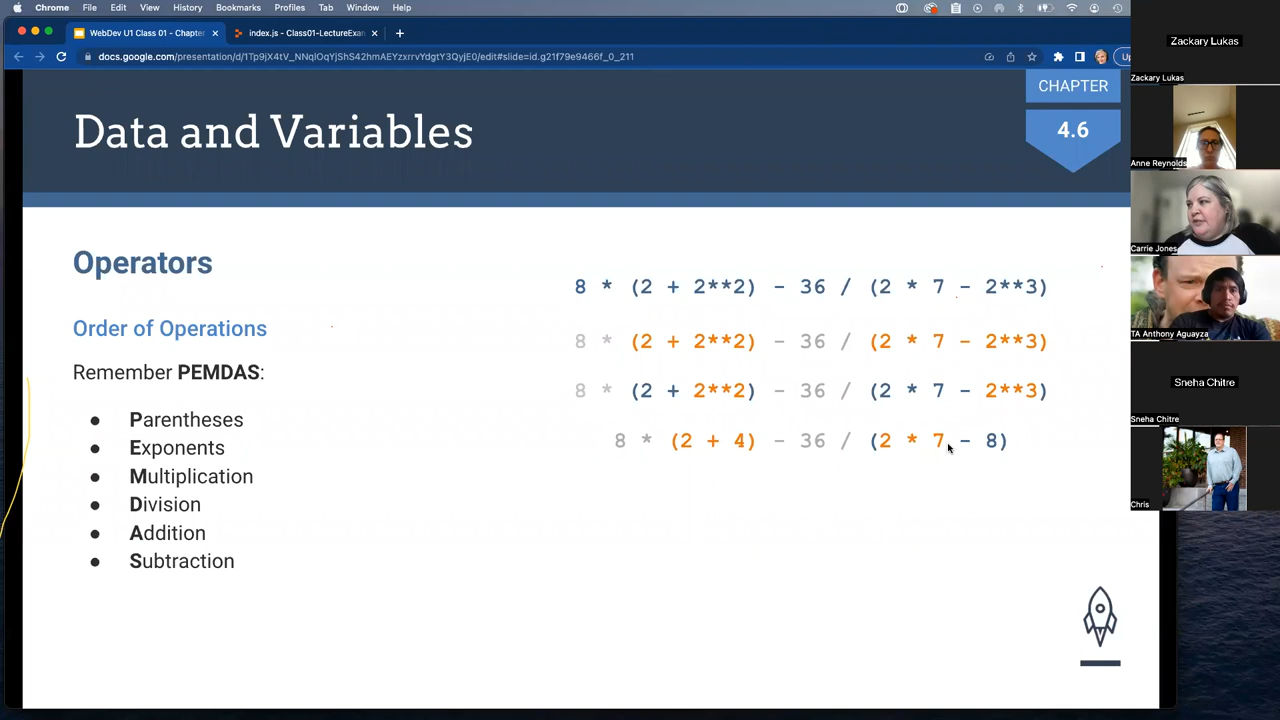 Chrome File Edit View History Bookmarks Profiles Tab Window Help
WebDev U1 Class 01 - Chapte
index.js - Class01-LectureExan
docs.google.com/presentation/d/1Tp9jX4tV_NNqlOqYjShS42hmAEYzxrrvYdgtY3QyjE0/edit#slide=id.g21f79e9466f_0_211
Up
Data and Variables
CHAPTER
4.6
Operators
Order of Operations
Remember PEMDAS:
● Parentheses
● Exponents
● Multiplication
● Division
● Addition
● Subtraction
8 * (2 + 2**2) - 36 / (2 * 7 - 2**3)
8 * (2 + 2**2) - 36 / (2 * 7 - 2**3)
8 * (2 + 2**2) - 36 / (2 * 7 - 2**3)
8 * (2 + 4) - 36 / (2 * 7 - 8)
Zackary Lukas
Zackary Lukas
Anne Reynolds
Carrie Jones
TA Anthony Aguayza
Sneha Chitre
Sneha Chitre
Chris